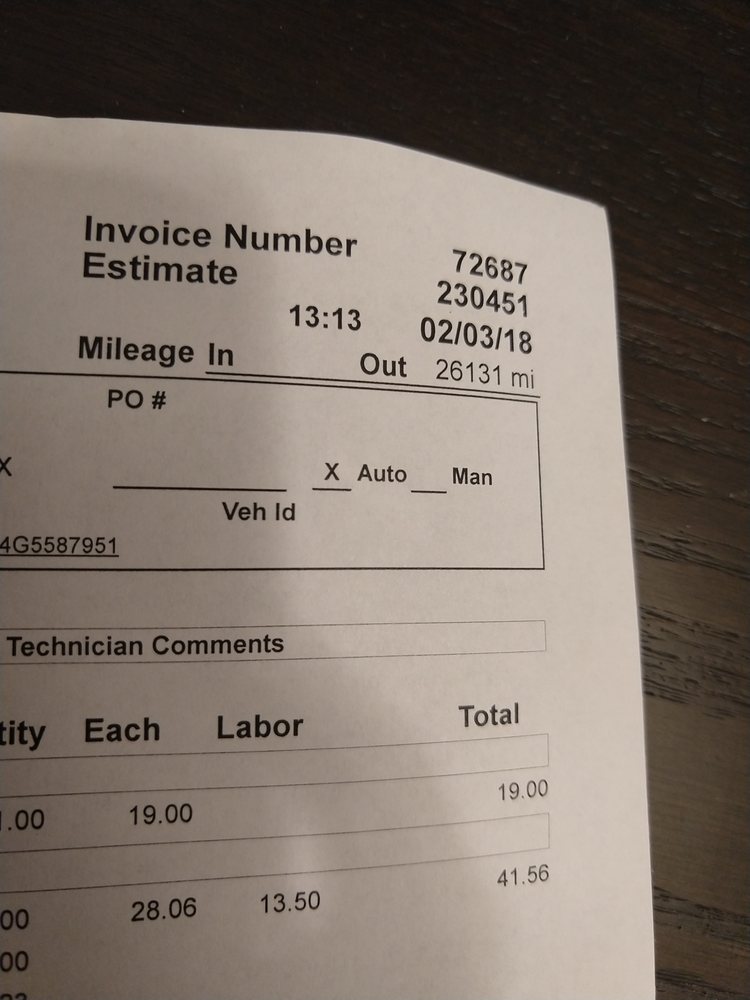 Invoice Number 72687
Estimate 230451
13:13 02/03/18
Mileage In Out 26131 mi
PO #
X
X Auto Man
Veh Id
4G5587951
Technician Comments
tity Each Labor Total
.00 19.00 19.00
00 28.06 13.50 41.56
00